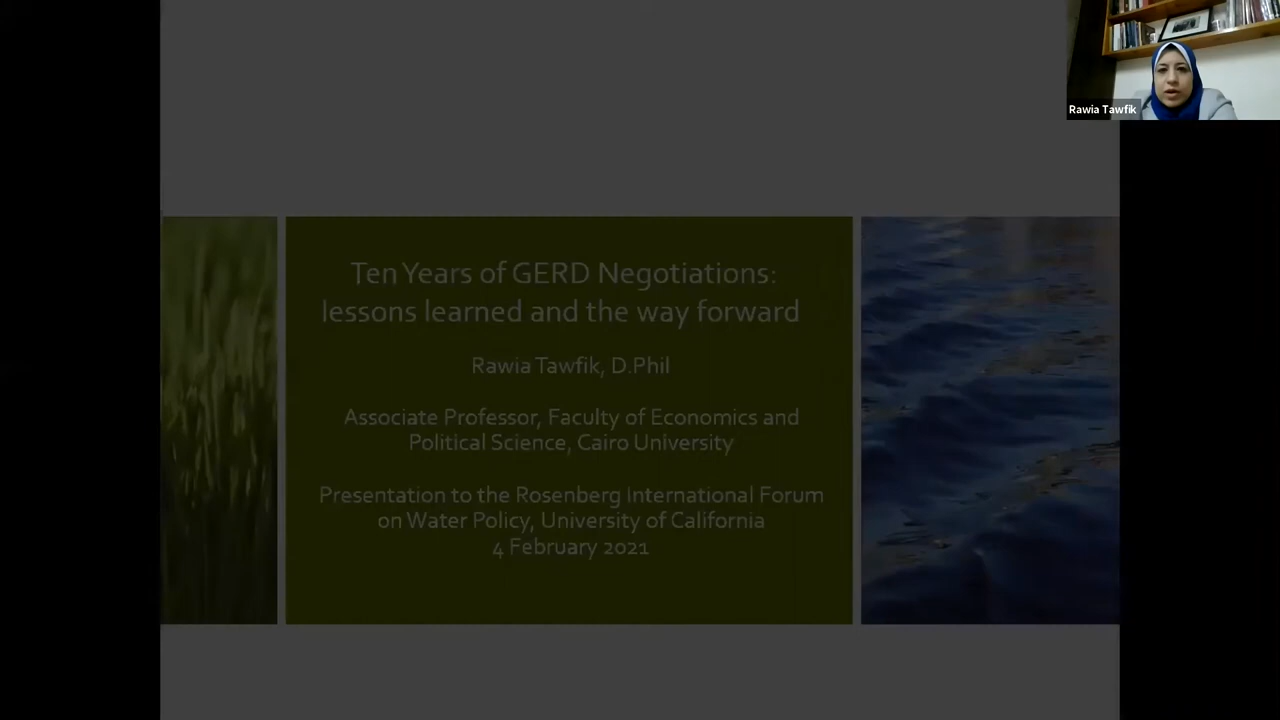 Rawia Tawfik
Ten Years of GERD Negotiations:
lessons learned and the way forward
Rawia Tawfik, D.Phil
Associate Professor, Faculty of Economics and
Political Science, Cairo University
Presentation to the Rosenberg International Forum
on Water Policy, University of California
4 February 2021